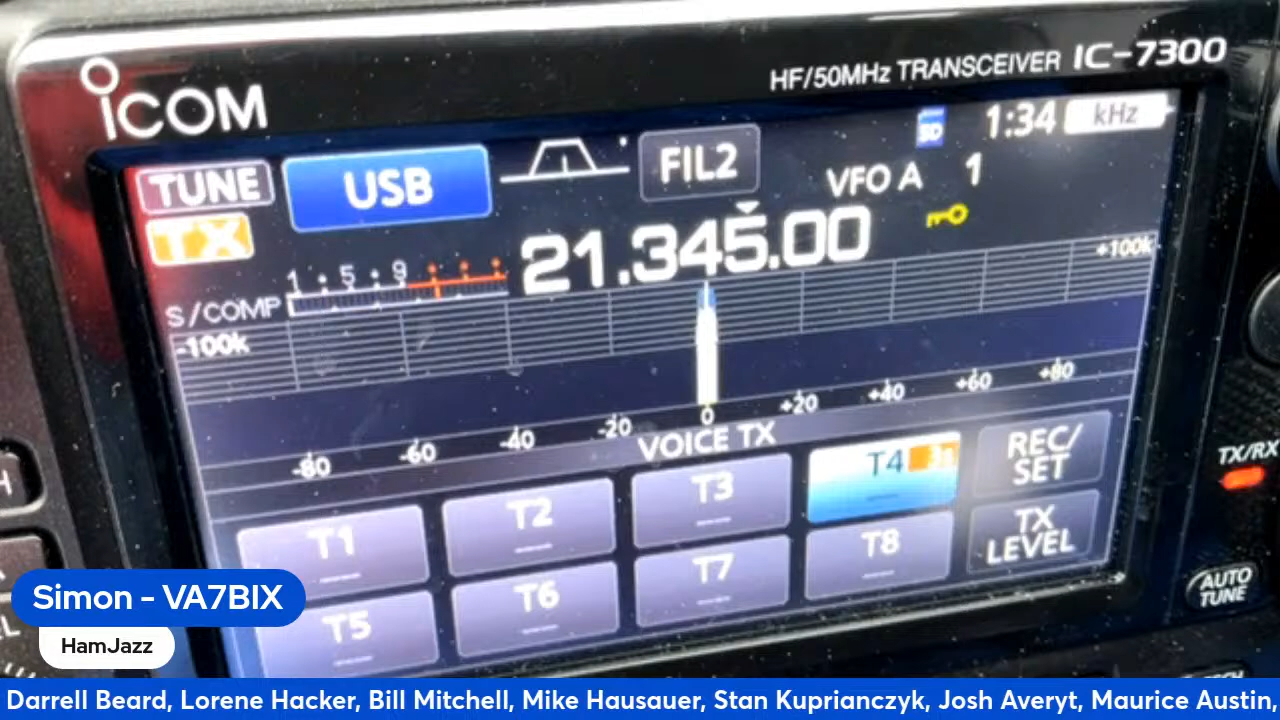 iCOM
HF/50MHz TRANSCEIVER IC-7300
TUNE USB FIL2 SD 1:34 kHz
TX VFO A 1
21.345.00
1 5 9
S/COMP
-100k +100k
-80 -60 -40 -20 0 +20 +40 +60 +80
VOICE TX
T1 T2 T3 T4 REC/SET
T5 T6 T7 T8 TX LEVEL
TX/RX
AUTO TUNE
Simon - VA7BIX
HamJazz
Darrell Beard, Lorene Hacker, Bill Mitchell, Mike Hausauer, Stan Kuprianczyk, Josh Averyt, Maurice Austin,